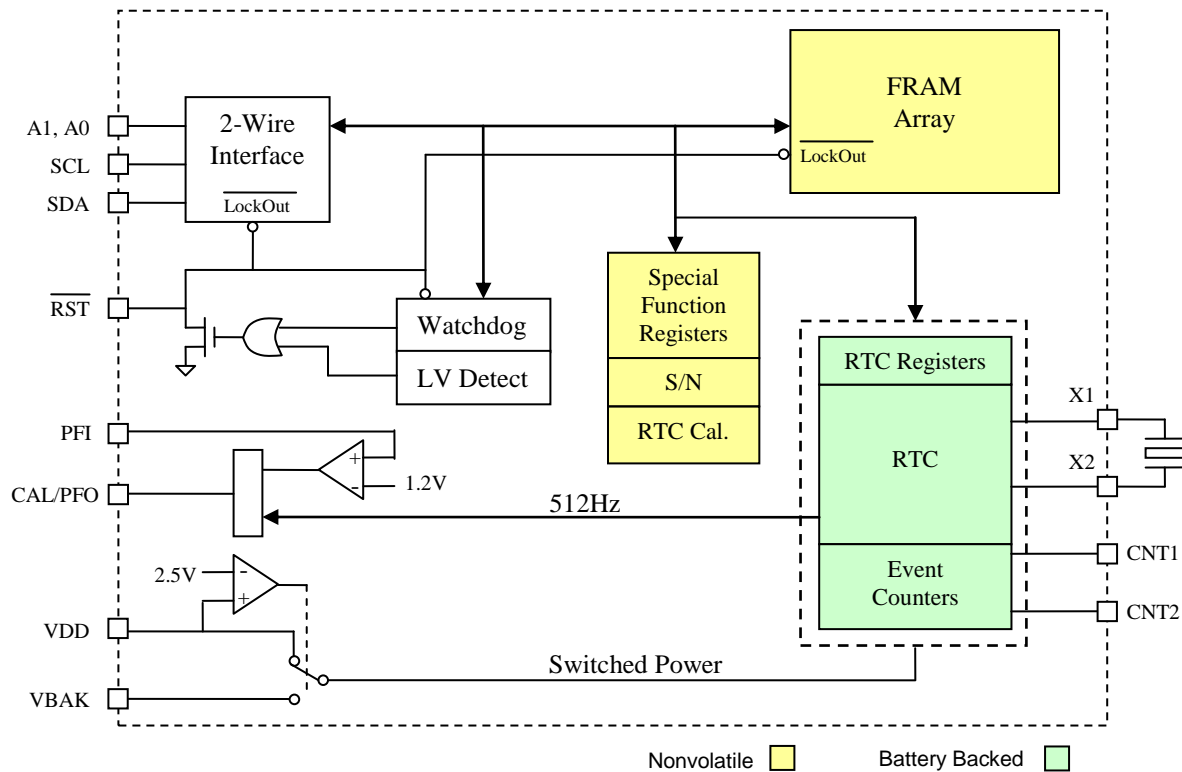 FRAM
Array
LockOut
A1, A0
SCL
SDA
2-Wire
Interface
LockOut
RST
Watchdog
LV Detect
Special
Function
Registers
S/N
RTC Cal.
RTC Registers
RTC
Event
Counters
X1
X2
CNT1
CNT2
PFI
+
-
1.2V
CAL/PFO
512Hz
2.5V
-
+
VDD
Switched Power
VBAK
Nonvolatile
Battery Backed